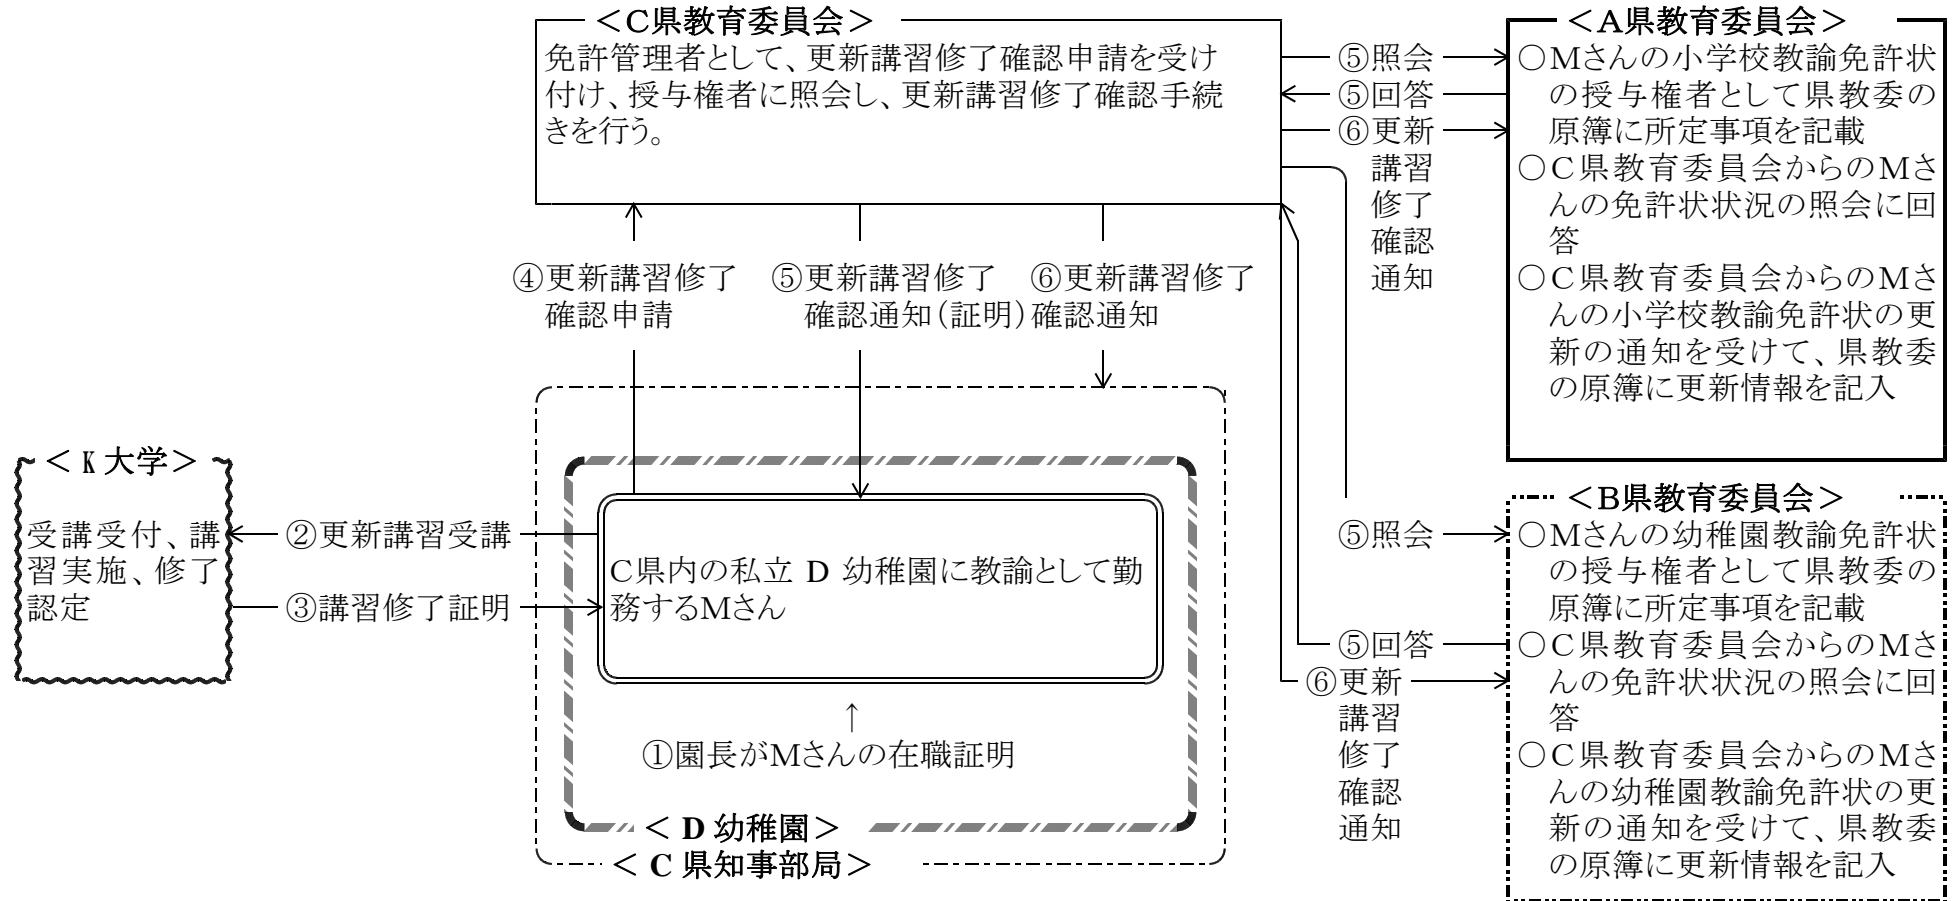 ＜Ｃ県教育委員会＞
免許管理者として、更新講習修了確認申請を受け
付け、授与権者に照会し、更新講習修了確認手続
きを行う。
⑤照会
⑤回答
⑥更新
講習
修了
確認
通知
＜Ａ県教育委員会＞
○Ｍさんの小学校教諭免許状
の授与権者として県教委の
原簿に所定事項を記載
○Ｃ県教育委員会からのＭさ
んの免許状状況の照会に回
答
○Ｃ県教育委員会からのＭさ
んの小学校教諭免許状の更
新の通知を受けて、県教委
の原簿に更新情報を記入
④更新講習修了
確認申請
⑤更新講習修了
確認通知（証明）
⑥更新講習修了
確認通知
＜ K 大学＞
受講受付、講
習実施、修了
認定
②更新講習受講
③講習修了証明
Ｃ県内の私立 D 幼稚園に教諭として勤
務するＭさん
↑
①園長がＭさんの在職証明
＜ D 幼稚園＞
＜ C 県知事部局＞
⑤照会
⑤回答
⑥更新
講習
修了
確認
通知
＜Ｂ県教育委員会＞
○Ｍさんの幼稚園教諭免許状
の授与権者として県教委の
原簿に所定事項を記載
○Ｃ県教育委員会からのＭさ
んの免許状状況の照会に回
答
○Ｃ県教育委員会からのＭさ
んの幼稚園教諭免許状の更
新の通知を受けて、県教委
の原簿に更新情報を記入